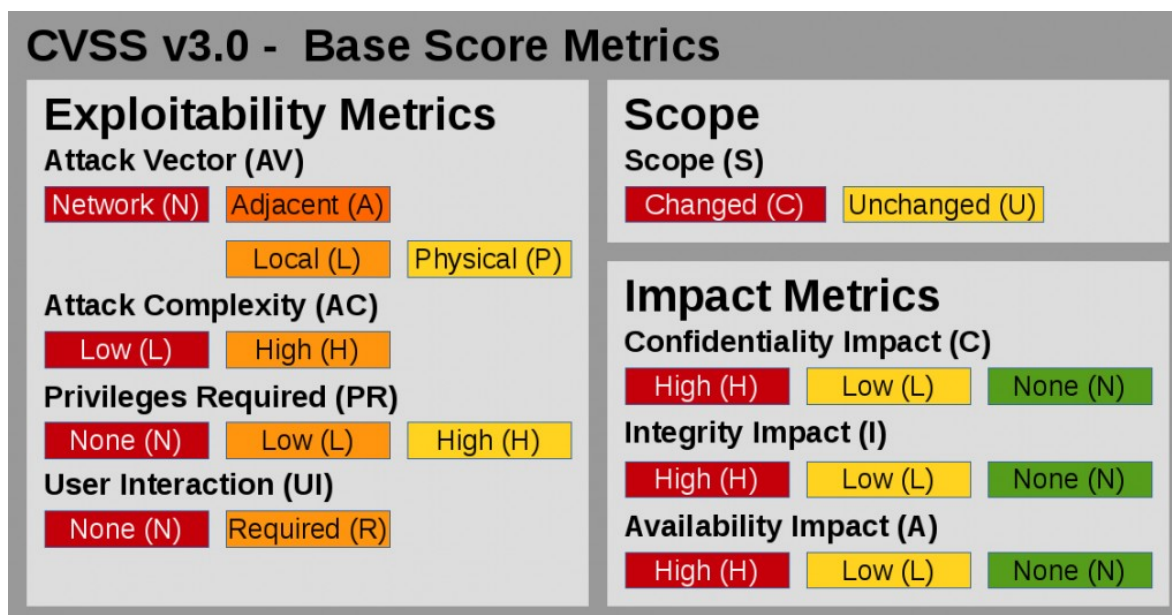 CVSS v3.0 - Base Score Metrics
Exploitability Metrics
Attack Vector (AV)
Network (N) Adjacent (A)
Local (L) Physical (P)
Attack Complexity (AC)
Low (L) High (H)
Privileges Required (PR)
None (N) Low (L) High (H)
User Interaction (UI)
None (N) Required (R)
Scope
Scope (S)
Changed (C) Unchanged (U)
Impact Metrics
Confidentiality Impact (C)
High (H) Low (L) None (N)
Integrity Impact (I)
High (H) Low (L) None (N)
Availability Impact (A)
High (H) Low (L) None (N)